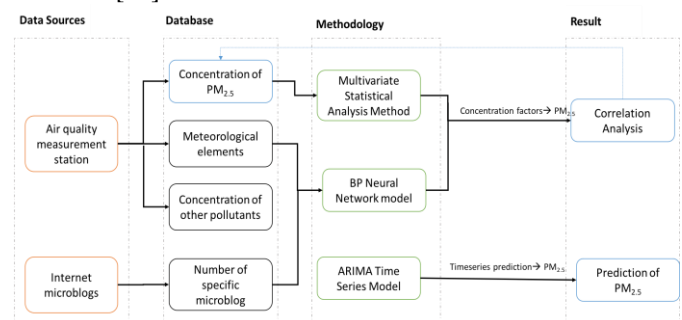 Data Sources
Database
Methodology
Result
Concentration of
PM2.5
Multivariate
Statistical
Analysis Method
Concentration factors→ PM2.5
Correlation
Analysis
Air quality
measurement
station
Meteorological
elements
BP Neural
Network model
Concentration
of other pollutants
Internet
microblogs
Number of
specific
microblog
ARIMA Time
Series Model
Timeseries prediction→ PM2.5
Prediction of
PM2.5